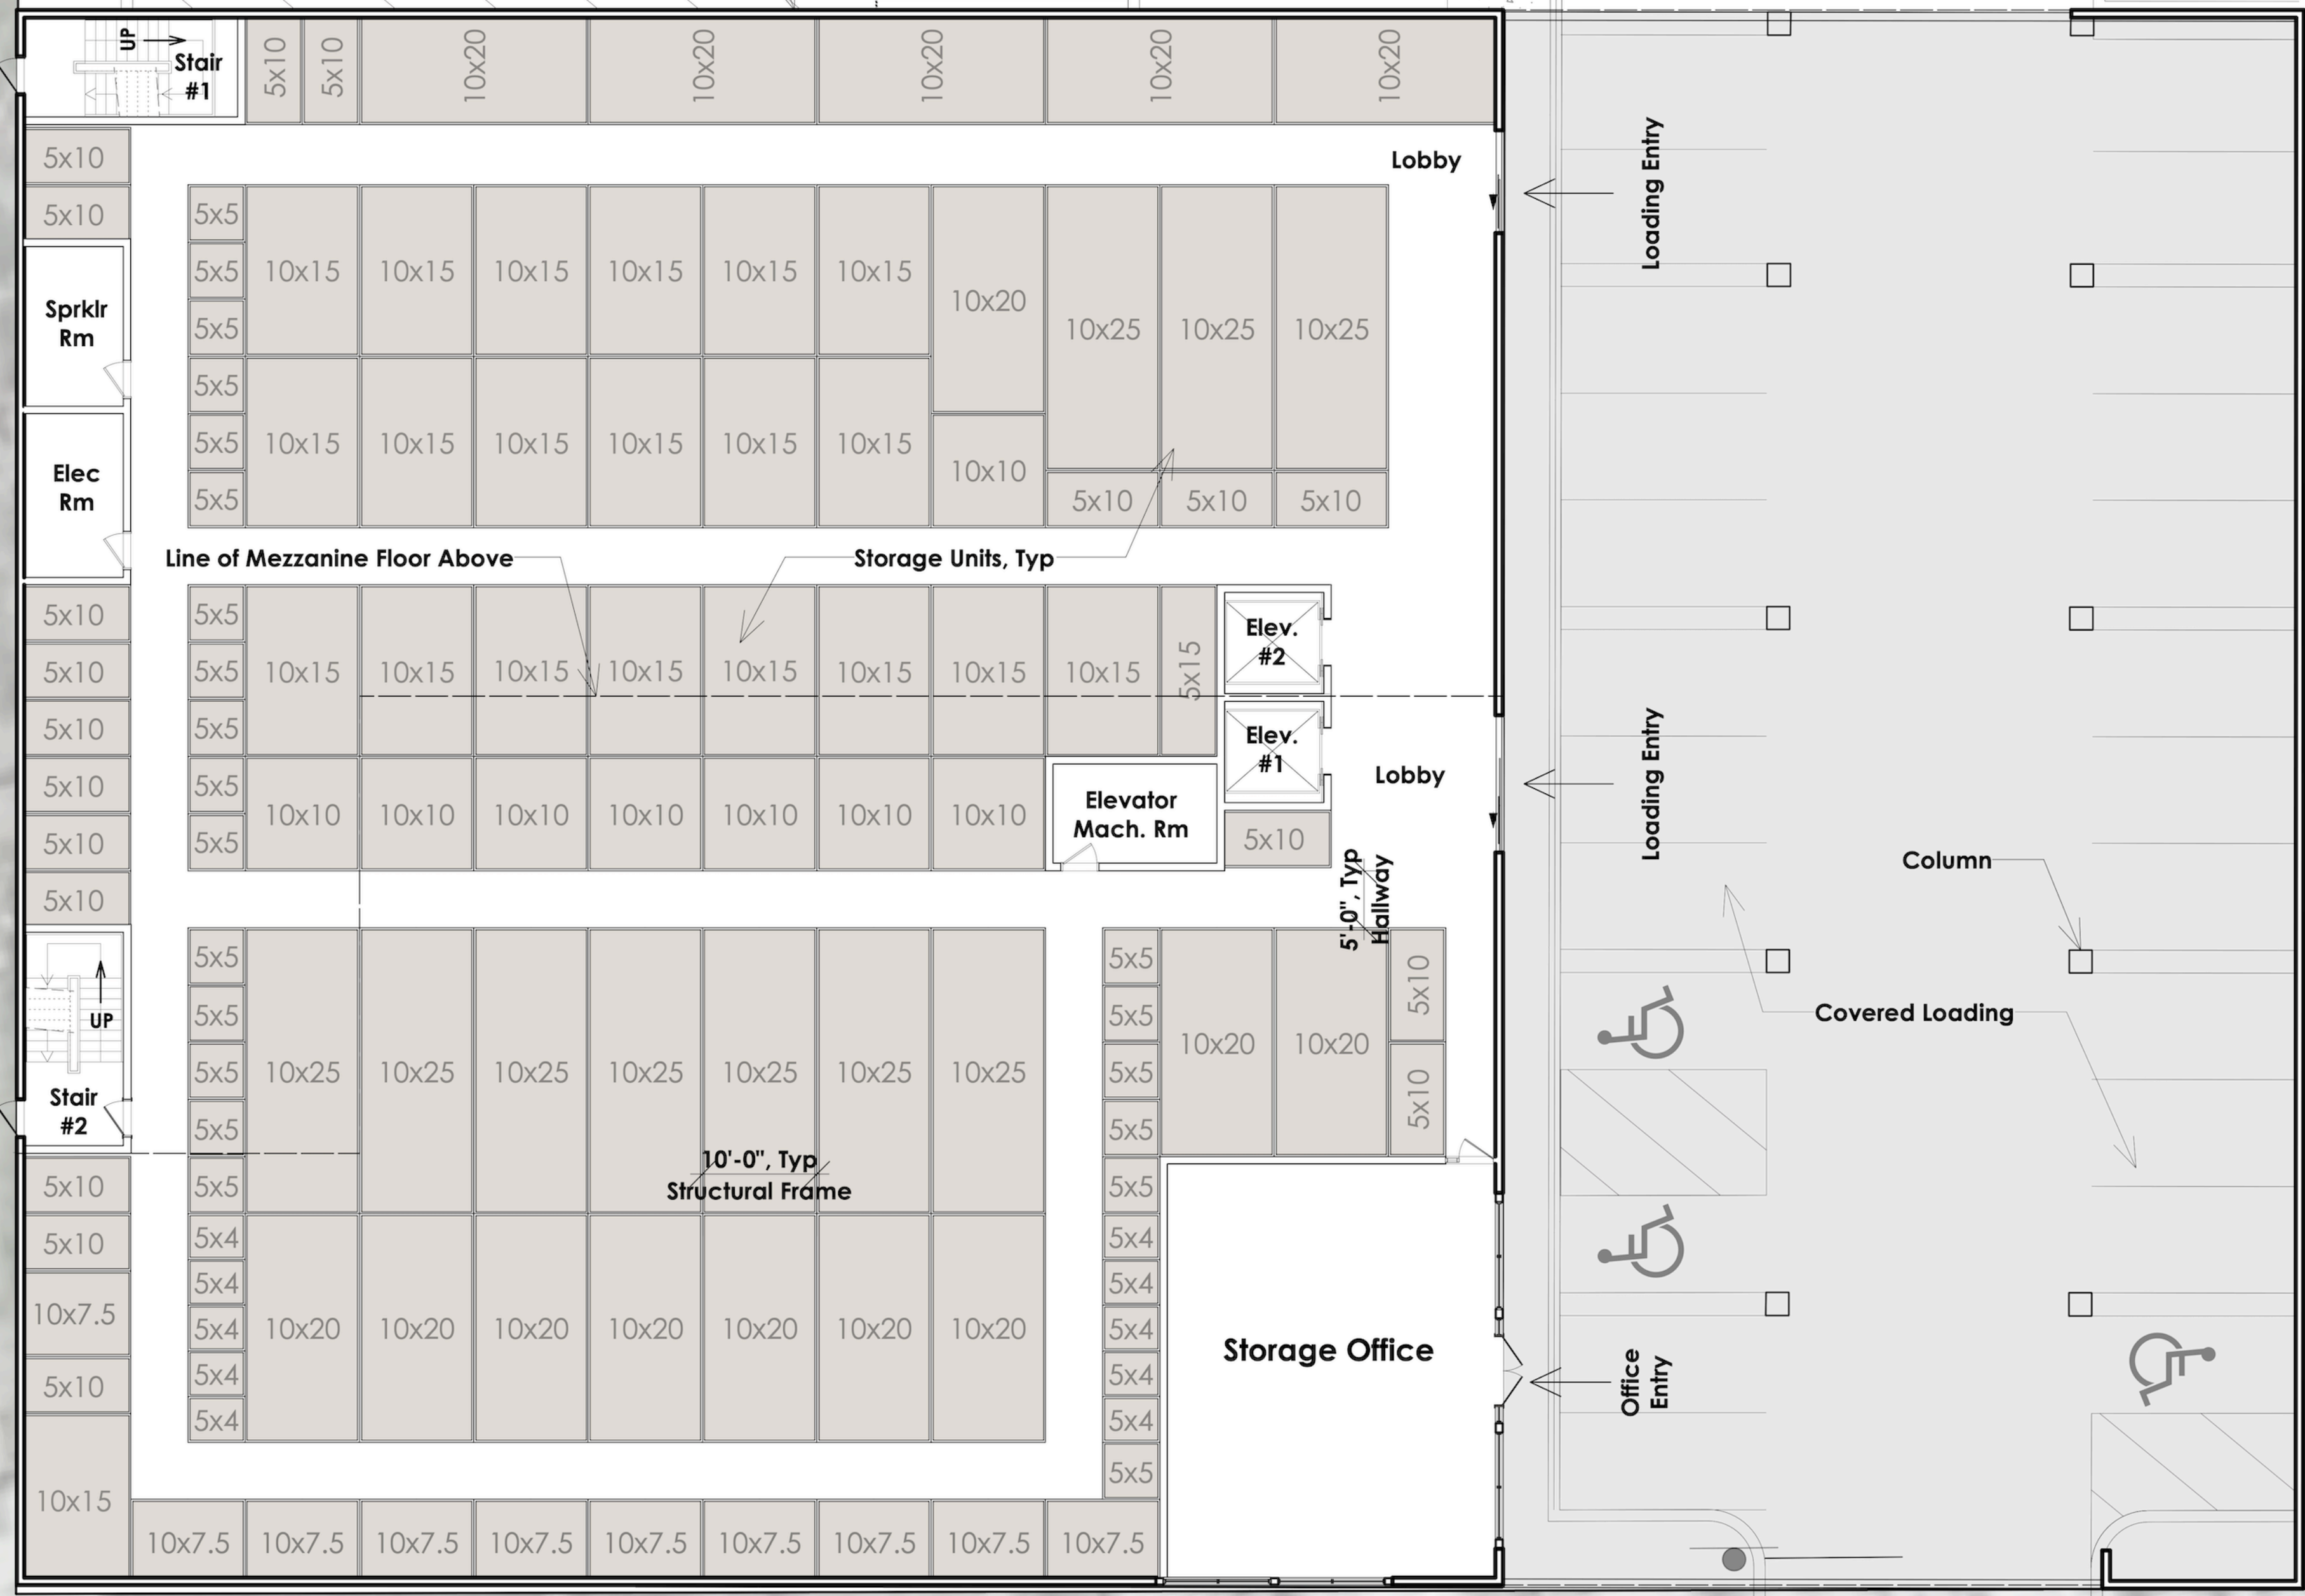 UP
Stair
#1
5x10
5x10
10x20
10x20
10x20
10x20
10x20
Lobby
Loading Entry
5x10
5x10
Sprklr
Rm
Elec
Rm
5x5
5x5
5x5
5x5
5x5
5x5
10x15
10x15
10x15
10x15
10x15
10x15
10x15
10x15
10x15
10x15
10x15
10x15
10x20
10x10
10x25
10x25
10x25
5x10
5x10
5x10
Line of Mezzanine Floor Above
Storage Units, Typ
5x10
5x10
5x10
5x10
5x10
5x10
5x5
5x5
5x5
5x5
5x5
10x15
10x15
10x15
10x15
10x15
10x15
10x15
10x15
5x15
Elev.
#2
Elev.
#1
10x10
10x10
10x10
10x10
10x10
10x10
10x10
Elevator
Mach. Rm
5x10
Lobby
Loading Entry
5'-0", Typ
Hallway
Column
Covered Loading
UP
Stair
#2
5x5
5x5
5x5
5x5
5x5
5x4
5x4
5x4
5x4
5x4
10x25
10x25
10x25
10x25
10x25
10x25
10x25
10'-0", Typ
Structural Frame
10x20
10x20
10x20
10x20
10x20
10x20
10x20
5x5
5x5
5x5
5x5
5x5
5x4
5x4
5x4
5x4
5x4
5x5
10x20
10x20
5x10
5x10
Storage Office
Office
Entry
5x10
5x10
10x7.5
5x10
10x15
10x7.5
10x7.5
10x7.5
10x7.5
10x7.5
10x7.5
10x7.5
10x7.5
10x7.5